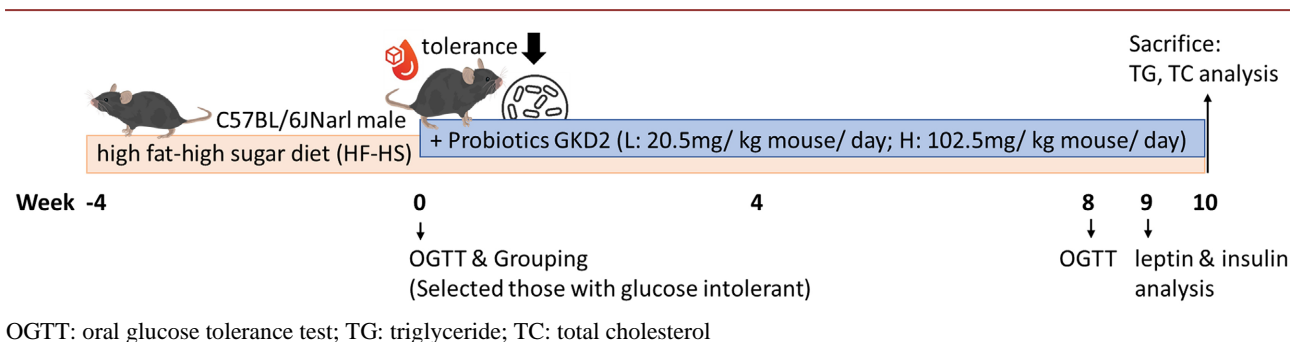 tolerance
Sacrifice:
TG, TC analysis
C57BL/6JNarl male
+ Probiotics GKD2 (L: 20.5mg/ kg mouse/ day; H: 102.5mg/ kg mouse/ day)
high fat-high sugar diet (HF-HS)
Week -4 0 4 8 9 10
OGTT & Grouping
(Selected those with glucose intolerant)
OGTT
leptin & insulin
analysis
OGTT: oral glucose tolerance test; TG: triglyceride; TC: total cholesterol